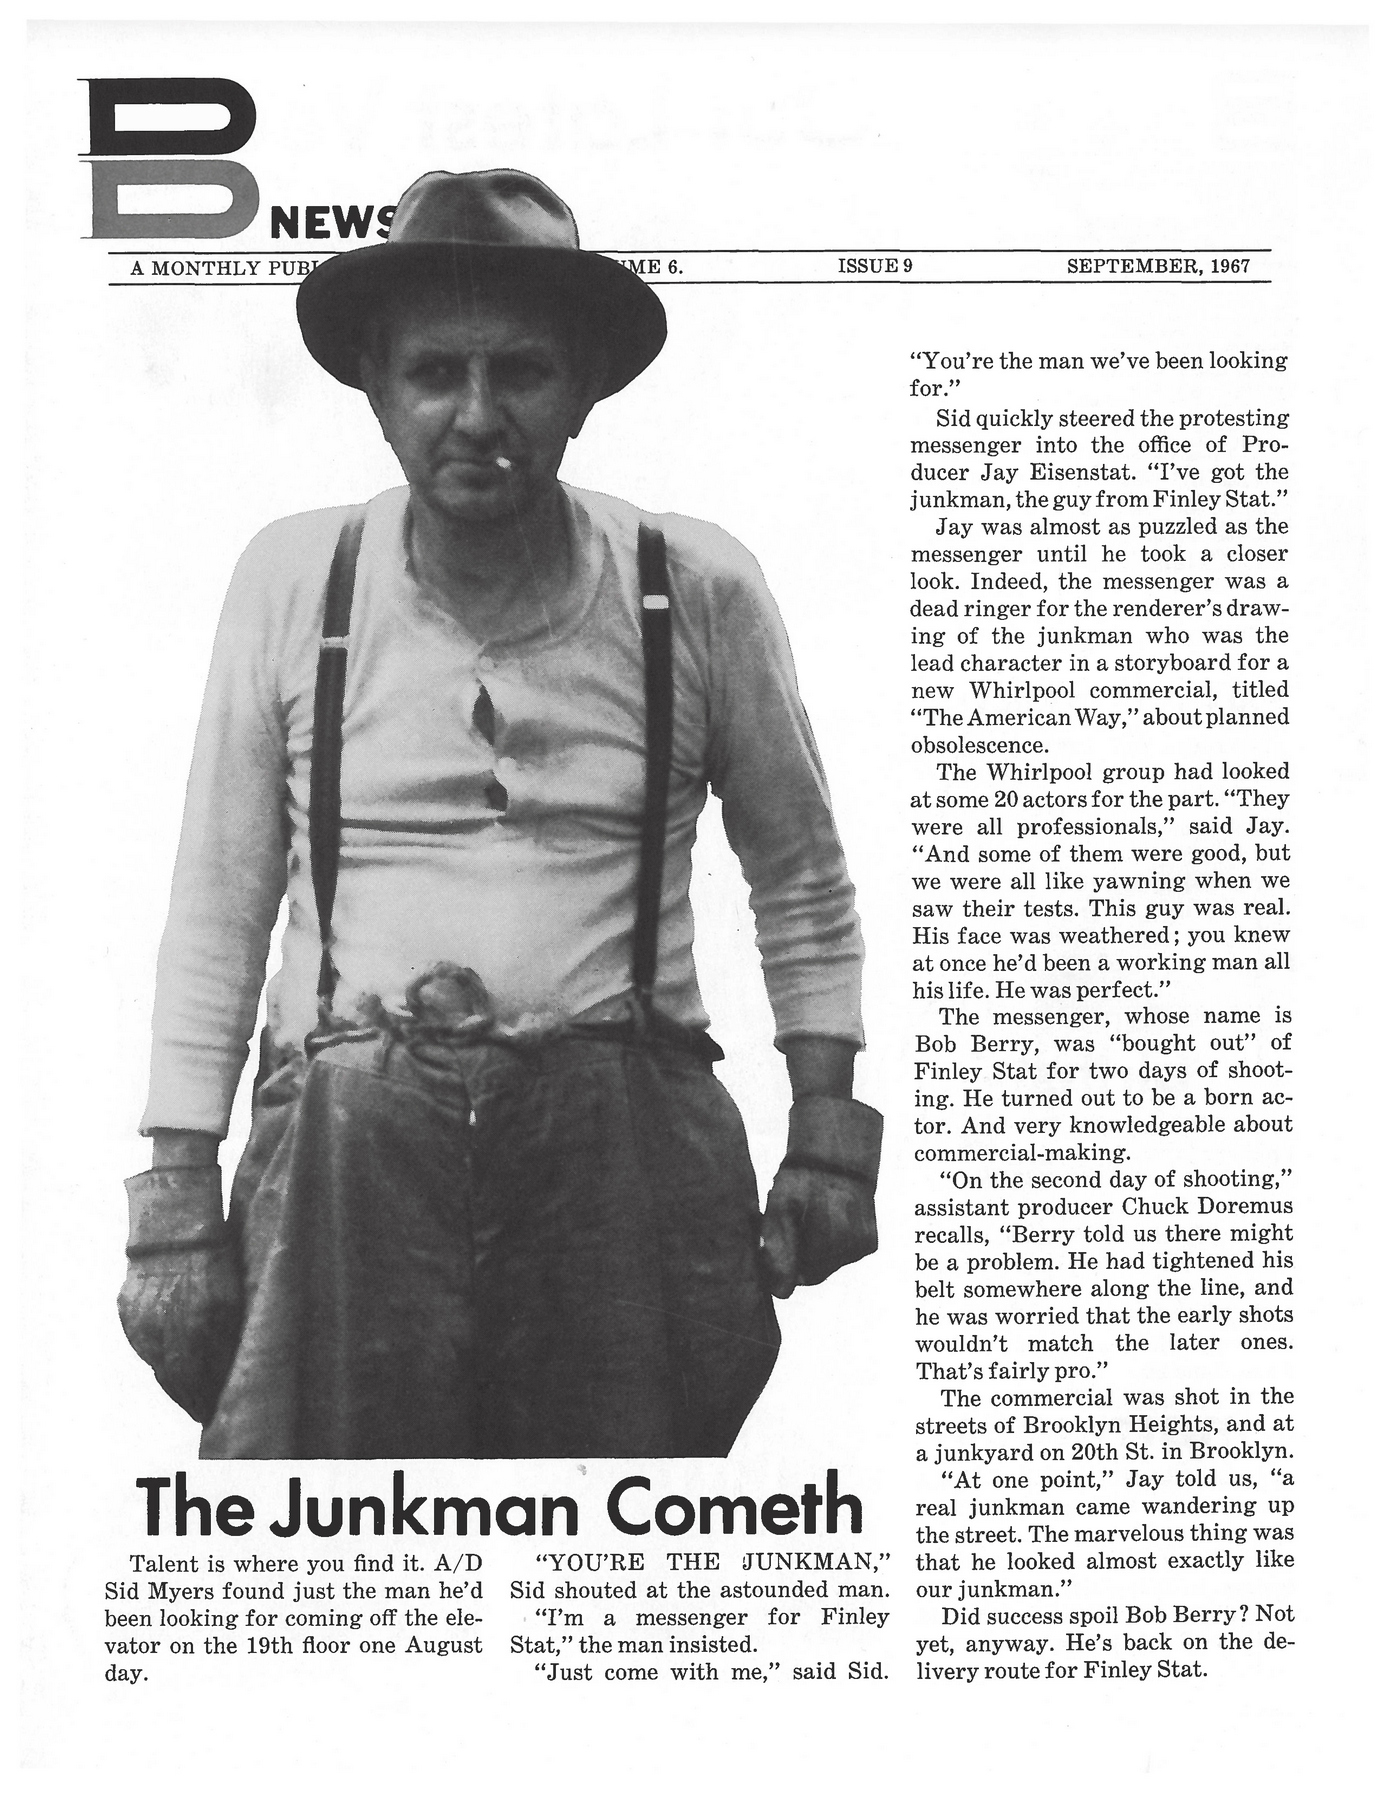 NEWS
A MONTHLY PUBL
UME 6.
ISSUE 9
SEPTEMBER, 1967
The Junkman Cometh
Talent is where you find it. A/D
Sid Myers found just the man he'd
been looking for coming off the ele-
vator on the 19th floor one August
day.
“YOU'RE THE JUNKMAN,”
Sid shouted at the astounded man.
“I'm a messenger for Finley
Stat,” the man insisted.
“Just come with me,” said Sid.
“You're the man we've been looking
for.”
Sid quickly steered the protesting
messenger into the office of Pro-
ducer Jay Eisenstat. “I've got the
junkman, the guy from Finley Stat.”
Jay was almost as puzzled as the
messenger until he took a closer
look. Indeed, the messenger was a
dead ringer for the renderer's draw-
ing of the junkman who was the
lead character in a storyboard for a
new Whirlpool commercial, titled
“The American Way,” about planned
obsolescence.
The Whirlpool group had looked
at some 20 actors for the part. “They
were all professionals,” said Jay.
“And some of them were good, but
we were all like yawning when we
saw their tests. This guy was real.
His face was weathered; you knew
at once he'd been a working man all
his life. He was perfect.”
The messenger, whose name is
Bob Berry, was “bought out” of
Finley Stat for two days of shoot-
ing. He turned out to be a born ac-
tor. And very knowledgeable about
commercial-making.
“On the second day of shooting,”
assistant producer Chuck Doremus
recalls, “Berry told us there might
be a problem. He had tightened his
belt somewhere along the line, and
he was worried that the early shots
wouldn't match the later ones.
That's fairly pro.”
The commercial was shot in the
streets of Brooklyn Heights, and at
a junkyard on 20th St. in Brooklyn.
“At one point,” Jay told us, “a
real junkman came wandering up
the street. The marvelous thing was
that he looked almost exactly like
our junkman.”
Did success spoil Bob Berry? Not
yet, anyway. He's back on the de-
livery route for Finley Stat.